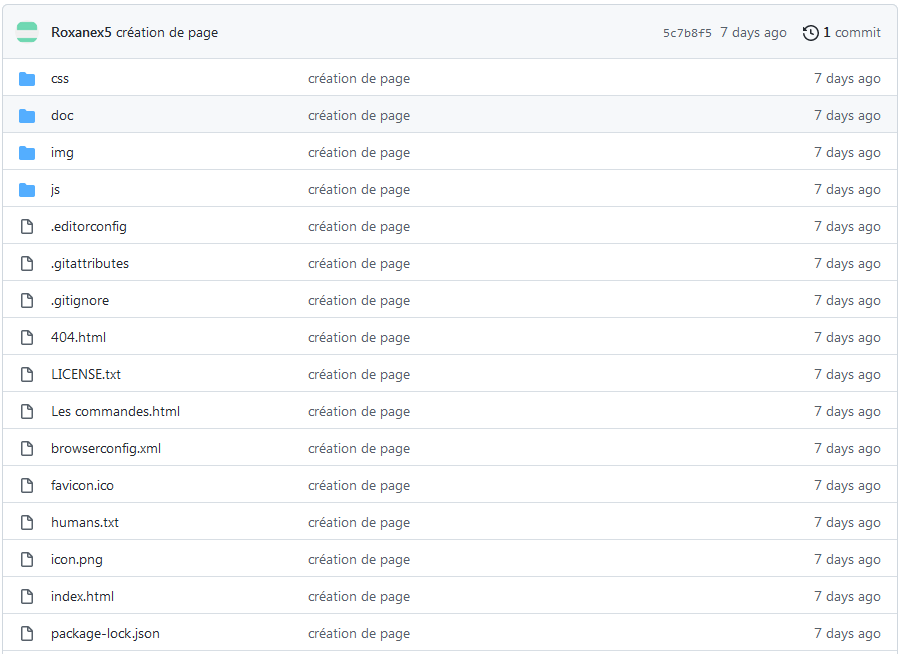 Roxanex5 création de page 5c7b8f5 7 days ago 1 commit
css création de page 7 days ago
doc création de page 7 days ago
img création de page 7 days ago
js création de page 7 days ago
.editorconfig création de page 7 days ago
.gitattributes création de page 7 days ago
.gitignore création de page 7 days ago
404.html création de page 7 days ago
LICENSE.txt création de page 7 days ago
Les commandes.html création de page 7 days ago
browserconfig.xml création de page 7 days ago
favicon.ico création de page 7 days ago
humans.txt création de page 7 days ago
icon.png création de page 7 days ago
index.html création de page 7 days ago
package-lock.json création de page 7 days ago